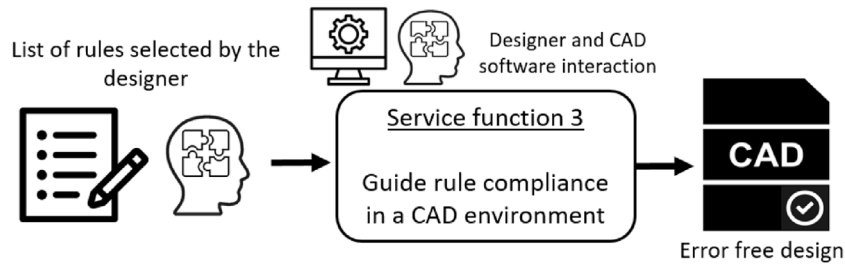 List of rules selected by the
designer
Designer and CAD
software interaction
Service function 3
Guide rule compliance
in a CAD environment
CAD
Error free design